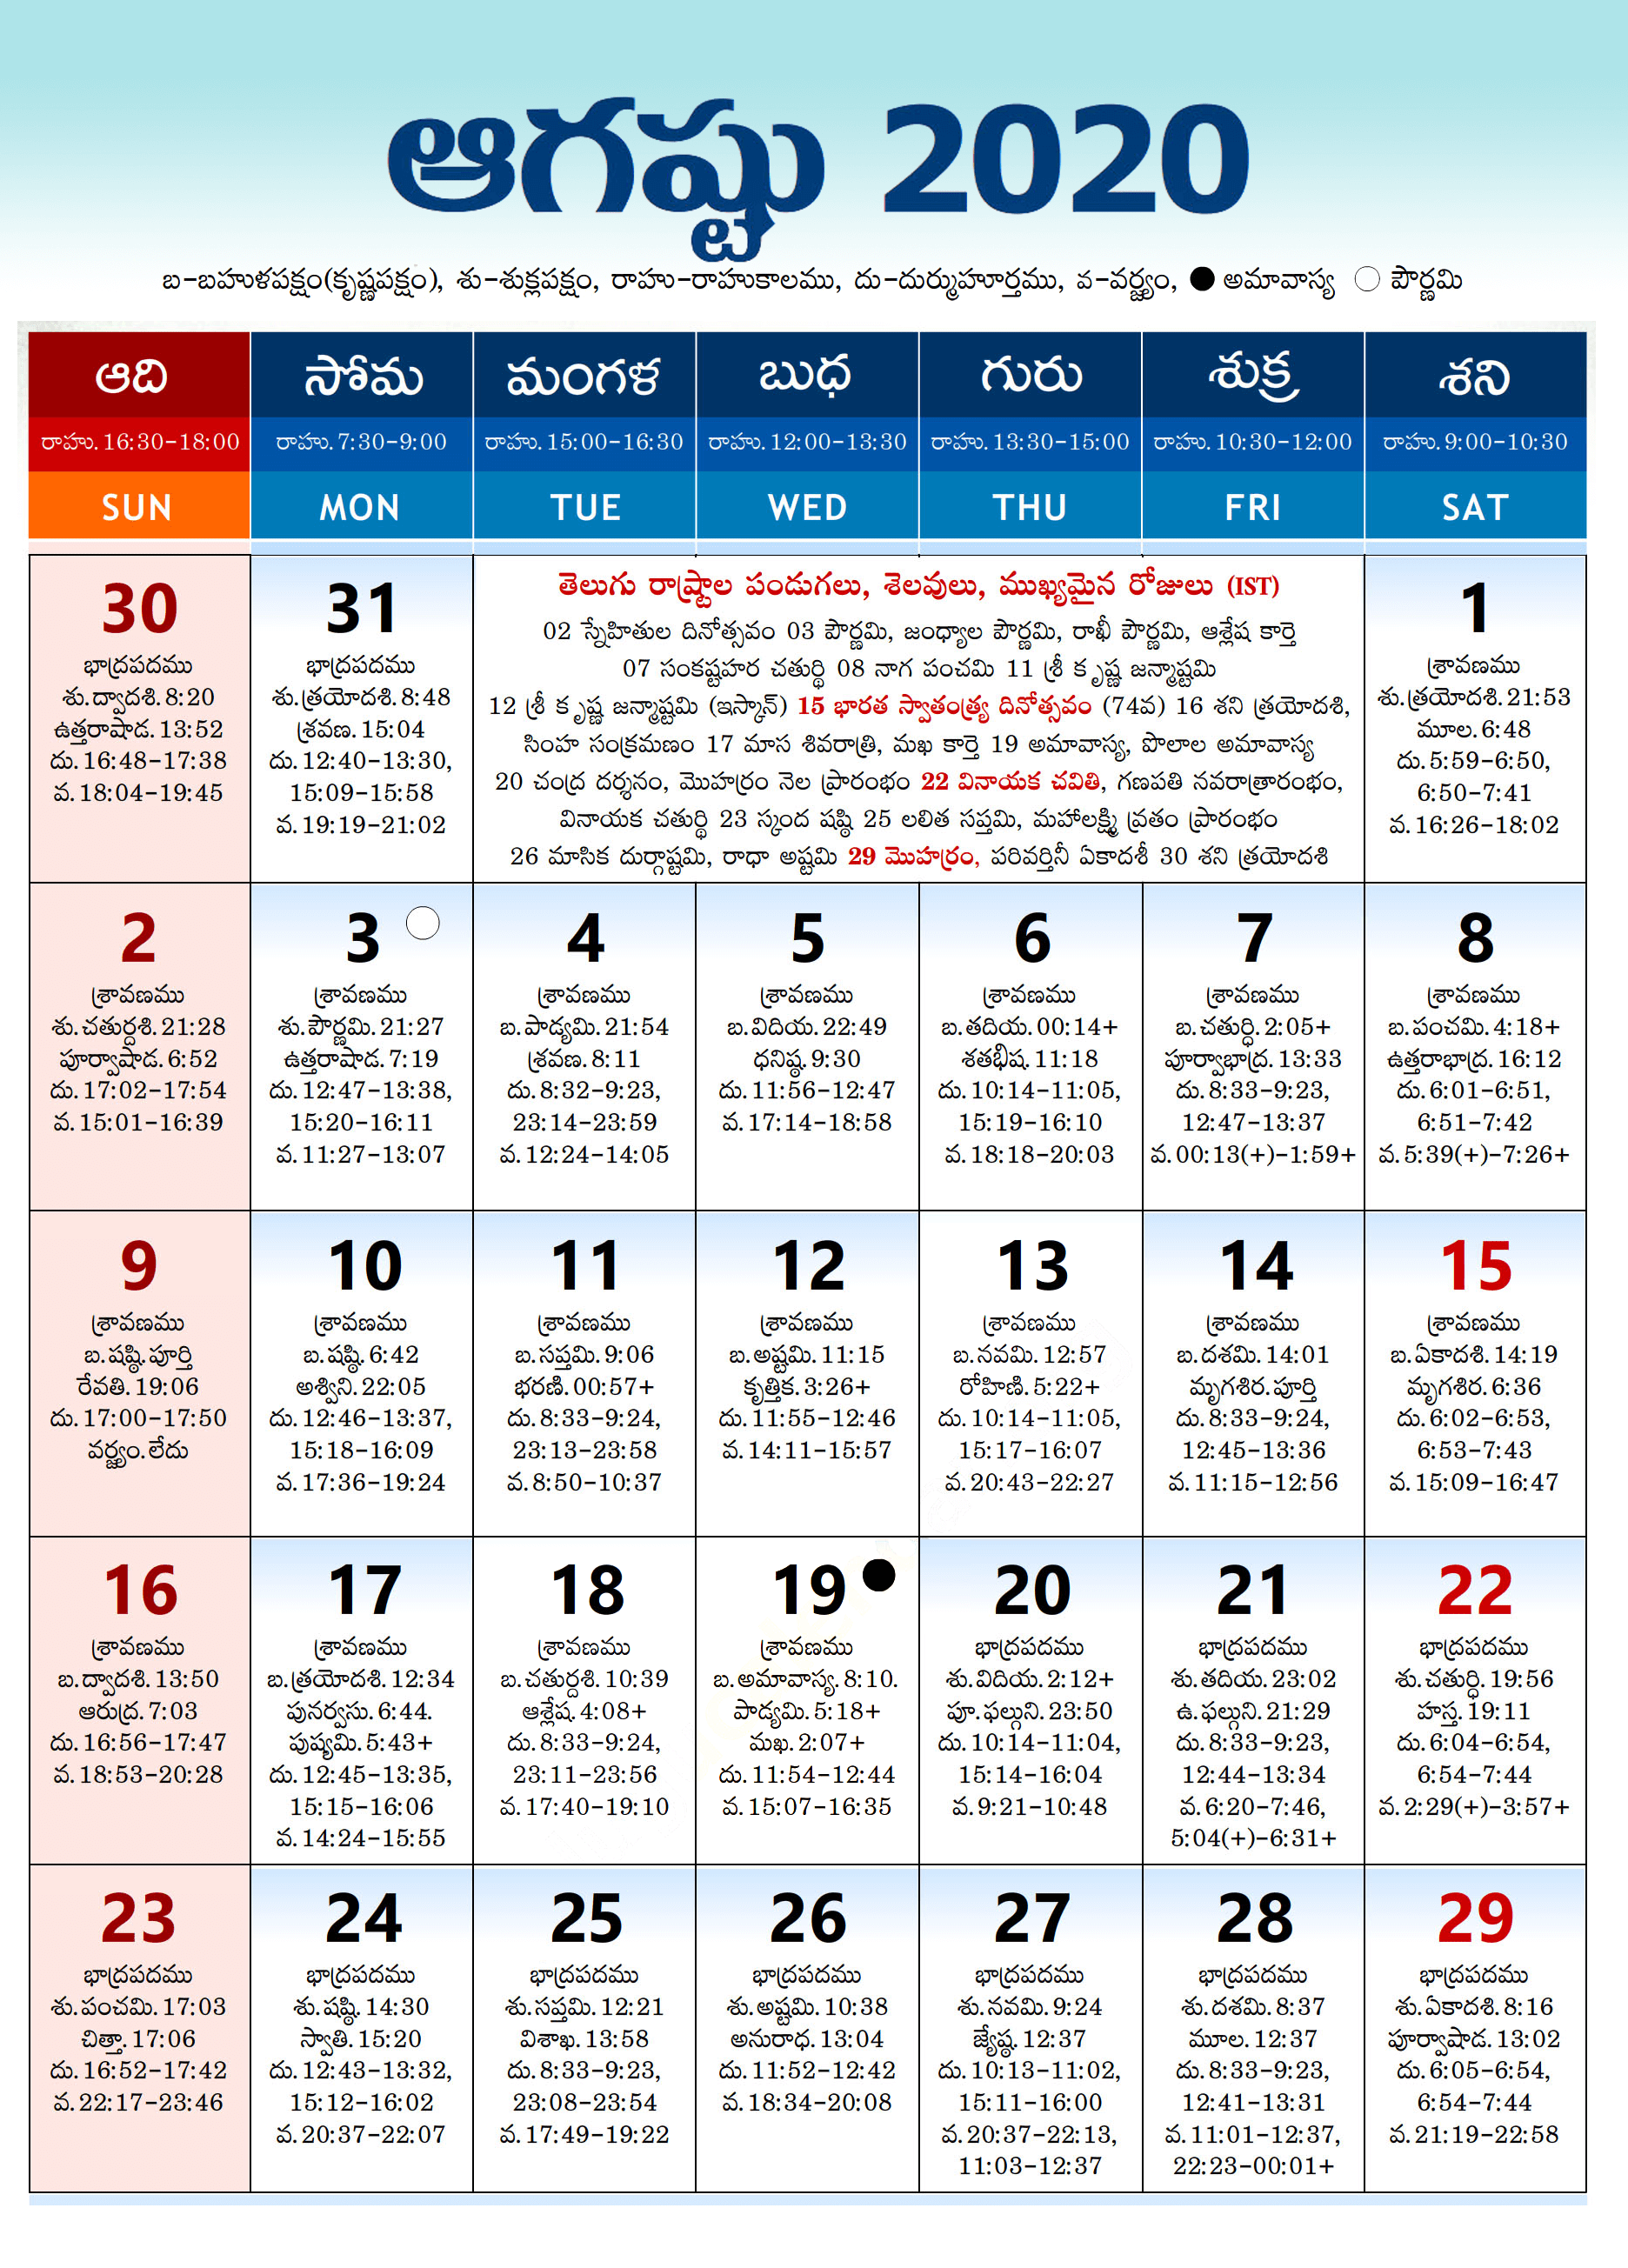 ఆగష్టు 2020
బ-బహుళపక్షం(కృష్ణపక్షం), శు-శుక్లపక్షం, రాహు-రాహుకాలము, దు-దుర్ముహూర్తము, వ-వర్జ్యం, ● అమావాస్య ○ పౌర్ణమి
ఆది
రాహు.16:30-18:00
SUN
సోమ
రాహు.7:30-9:00
MON
మంగళ
రాహు.15:00-16:30
TUE
బుధ
రాహు.12:00-13:30
WED
గురు
రాహు.13:30-15:00
THU
శుక్ర
రాహు.10:30-12:00
FRI
శని
రాహు.9:00-10:30
SAT
30
భాద్రపదము
శు.ద్వాదశి.8:20
ఉత్తరాషాడ.13:52
దు.16:48-17:38
వ.18:04-19:45
31
భాద్రపదము
శు.త్రయోదశి.8:48
శ్రవణ.15:04
దు.12:40-13:30,
15:09-15:58
వ.19:19-21:02
తెలుగు రాష్ట్రాల పండుగలు, శెలవులు, ముఖ్యమైన రోజులు (IST)
02 స్నేహితుల దినోత్సవం 03 పౌర్ణమి, జంధ్యాల పౌర్ణమి, రాఖీ పౌర్ణమి, ఆశ్లేష కార్తె
07 సంకష్టహర చతుర్థి 08 నాగ పంచమి 11 శ్రీ కృష్ణ జన్మాష్టమి
12 శ్రీ కృష్ణ జన్మాష్టమి (ఇస్కాన్) 15 భారత స్వాతంత్ర్య దినోత్సవం (74వ) 16 శని త్రయోదశి,
సింహ సంక్రమణం 17 మాస శివరాత్రి, మఖ కార్తె 19 అమావాస్య, పొలాల అమావాస్య
20 చంద్ర దర్శనం, మొహర్రం నెల ప్రారంభం 22 వినాయక చవితి, గణపతి నవరాత్రారంభం,
వినాయక చతుర్థి 23 స్కంద షష్ఠి 25 లలిత సప్తమి, మహాలక్ష్మి వ్రతం ప్రారంభం
26 మాసిక దుర్గాష్టమి, రాధా అష్టమి 29 మొహర్రం, పరివర్తినీ ఏకాదశీ 30 శని త్రయోదశి
1
శ్రావణము
శు.త్రయోదశి.21:53
మూల.6:48
దు.5:59-6:50,
6:50-7:41
వ.16:26-18:02
2
శ్రావణము
శు.చతుర్దశి.21:28
పూర్వాషాడ.6:52
దు.17:02-17:54
వ.15:01-16:39
3
శ్రావణము
శు.పౌర్ణమి.21:27
ఉత్తరాషాడ.7:19
దు.12:47-13:38,
15:20-16:11
వ.11:27-13:07
4
శ్రావణము
బ.పాడ్యమి.21:54
శ్రవణ.8:11
దు.8:32-9:23,
23:14-23:59
వ.12:24-14:05
5
శ్రావణము
బ.విదియ.22:49
ధనిష్ఠ.9:30
దు.11:56-12:47
వ.17:14-18:58
6
శ్రావణము
బ.తదియ.00:14+
శతభిష.11:18
దు.10:14-11:05,
15:19-16:10
వ.18:18-20:03
7
శ్రావణము
బ.చతుర్ధి.2:05+
పూర్వాభాద్ర.13:33
దు.8:33-9:23,
12:47-13:37
వ.00:13(+)-1:59+
8
శ్రావణము
బ.పంచమి.4:18+
ఉత్తరాభాద్ర.16:12
దు.6:01-6:51,
6:51-7:42
వ.5:39(+)-7:26+
9
శ్రావణము
బ.షష్ఠి.పూర్తి
రేవతి.19:06
దు.17:00-17:50
వర్జ్యం.లేదు
10
శ్రావణము
బ.షష్ఠి.6:42
అశ్విని.22:05
దు.12:46-13:37,
15:18-16:09
వ.17:36-19:24
11
శ్రావణము
బ.సప్తమి.9:06
భరణి.00:57+
దు.8:33-9:24,
23:13-23:58
వ.8:50-10:37
12
శ్రావణము
బ.అష్టమి.11:15
కృత్తిక.3:26+
దు.11:55-12:46
వ.14:11-15:57
13
శ్రావణము
బ.నవమి.12:57
రోహిణి.5:22+
దు.10:14-11:05,
15:17-16:07
వ.20:43-22:27
14
శ్రావణము
బ.దశమి.14:01
మృగశిర.పూర్తి
దు.8:33-9:24,
12:45-13:36
వ.11:15-12:56
15
శ్రావణము
బ.ఏకాదశి.14:19
మృగశిర.6:36
దు.6:02-6:53,
6:53-7:43
వ.15:09-16:47
16
శ్రావణము
బ.ద్వాదశి.13:50
ఆరుద్ర.7:03
దు.16:56-17:47
వ.18:53-20:28
17
శ్రావణము
బ.త్రయోదశి.12:34
పునర్వసు.6:44.
పుష్యమి.5:43+
దు.12:45-13:35,
15:15-16:06
వ.14:24-15:55
18
శ్రావణము
బ.చతుర్దశి.10:39
ఆశ్లేష.4:08+
దు.8:33-9:24,
23:11-23:56
వ.17:40-19:10
19
శ్రావణము
బ.అమావాస్య.8:10.
పాడ్యమి.5:18+
మఖ.2:07+
దు.11:54-12:44
వ.15:07-16:35
20
భాద్రపదము
శు.విదియ.2:12+
పూ.ఫల్గుని.23:50
దు.10:14-11:04,
15:14-16:04
వ.9:21-10:48
21
భాద్రపదము
శు.తదియ.23:02
ఉ.ఫల్గుని.21:29
దు.8:33-9:23,
12:44-13:34
వ.6:20-7:46,
5:04(+)-6:31+
22
భాద్రపదము
శు.చతుర్ధి.19:56
హస్త.19:11
దు.6:04-6:54,
6:54-7:44
వ.2:29(+)-3:57+
23
భాద్రపదము
శు.పంచమి.17:03
చిత్తా.17:06
దు.16:52-17:42
వ.22:17-23:46
24
భాద్రపదము
శు.షష్ఠి.14:30
స్వాతి.15:20
దు.12:43-13:32,
15:12-16:02
వ.20:37-22:07
25
భాద్రపదము
శు.సప్తమి.12:21
విశాఖ.13:58
దు.8:33-9:23,
23:08-23:54
వ.17:49-19:22
26
భాద్రపదము
శు.అష్టమి.10:38
అనురాధ.13:04
దు.11:52-12:42
వ.18:34-20:08
27
భాద్రపదము
శు.నవమి.9:24
జ్యేష్ఠ.12:37
దు.10:13-11:02,
15:11-16:00
వ.20:37-22:13,
11:03-12:37
28
భాద్రపదము
శు.దశమి.8:37
మూల.12:37
దు.8:33-9:23,
12:41-13:31
వ.11:01-12:37,
22:23-00:01+
29
భాద్రపదము
శు.ఏకాదశి.8:16
పూర్వాషాడ.13:02
దు.6:05-6:54,
6:54-7:44
వ.21:19-22:58